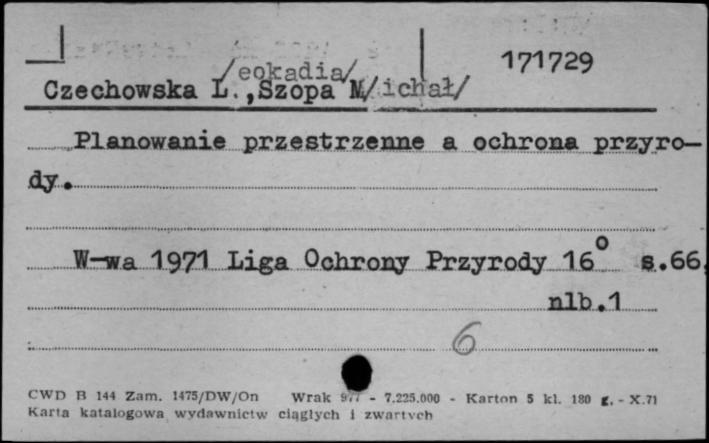 171729
/eokadia/
Czechowska L.,Szopa M/ichał/
Planowanie przestrzenne a ochrona przyro-
dy.
W-wa 1971 Liga Ochrony Przyrody 16° s.66,
nlb.1
6
CWD B 144 Zam. 1475/DW/On Wrak - 7.225.000 - Karton 5 kl. 180 g. - X.71
Karta katalogowa wydawnictw ciągłych i zwartych